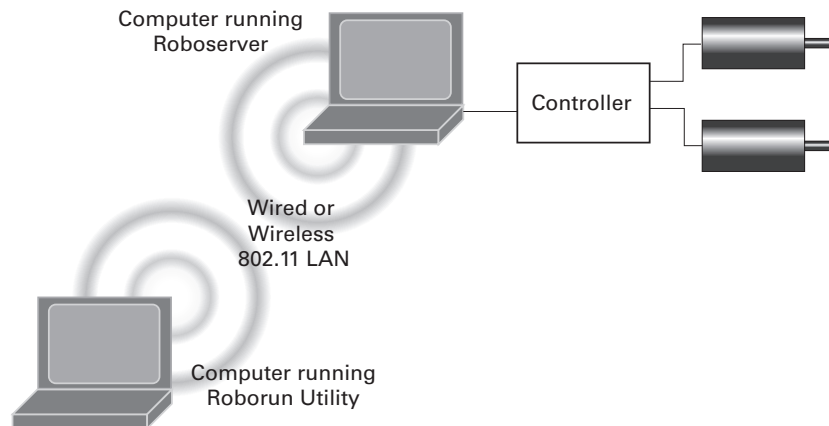 Computer running
Roboserver
Controller
Wired or
Wireless
802.11 LAN
Computer running
Roborun Utility